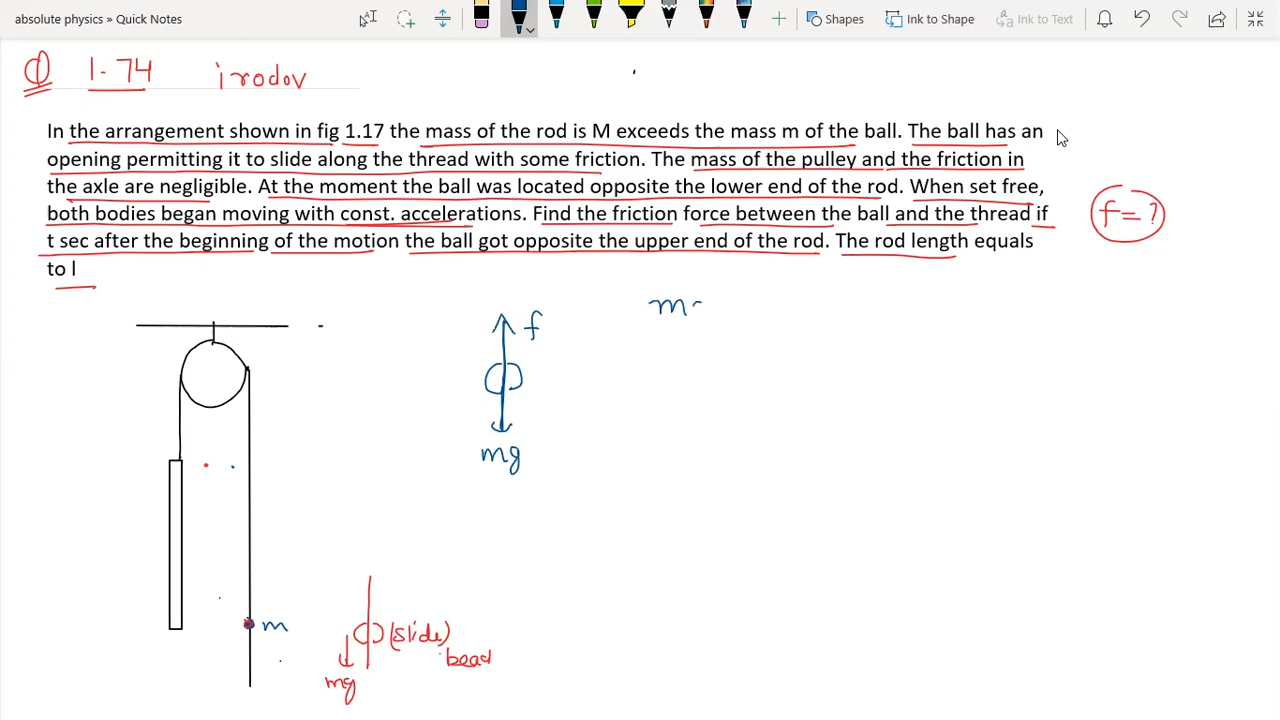 absolute physics » Quick Notes
Shapes
Ink to Shape
Ink to Text
Q 1.74 irodov
In the arrangement shown in fig 1.17 the mass of the rod is M exceeds the mass m of the ball. The ball has an
opening permitting it to slide along the thread with some friction. The mass of the pulley and the friction in
the axle are negligible. At the moment the ball was located opposite the lower end of the rod. When set free,
both bodies began moving with const. accelerations. Find the friction force between the ball and the thread if
t sec after the beginning of the motion the ball got opposite the upper end of the rod. The rod length equals
to l
f = ?
m-
f
mg
m
(slide)
bead
mg